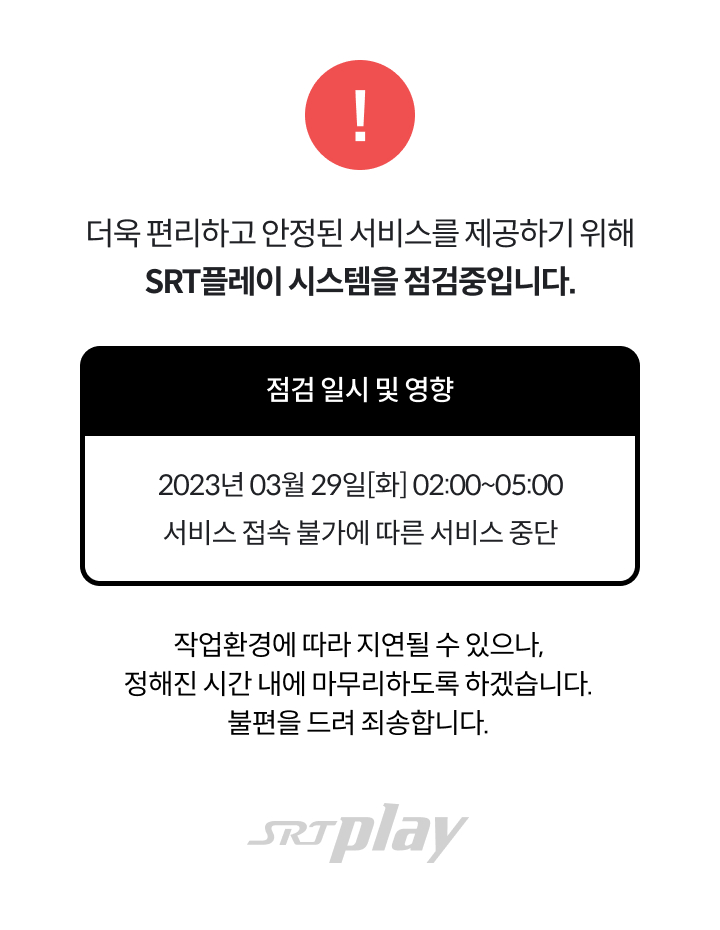 !
더욱 편리하고 안정된 서비스를 제공하기 위해
SRT플레이 시스템을 점검중입니다.
점검 일시 및 영향
2023년 03월 29일[화] 02:00~05:00
서비스 접속 불가에 따른 서비스 중단
작업환경에 따라 지연될 수 있으나,
정해진 시간 내에 마무리하도록 하겠습니다.
불편을 드려 죄송합니다.
SRT play